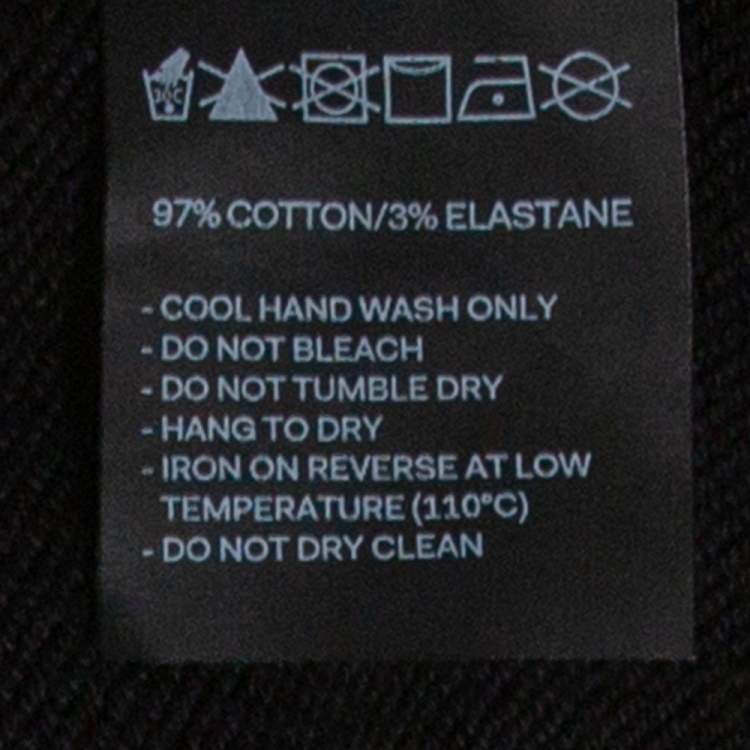 97% COTTON/3% ELASTANE
- COOL HAND WASH ONLY
- DO NOT BLEACH
- DO NOT TUMBLE DRY
- HANG TO DRY
- IRON ON REVERSE AT LOW
TEMPERATURE (110°C)
- DO NOT DRY CLEAN